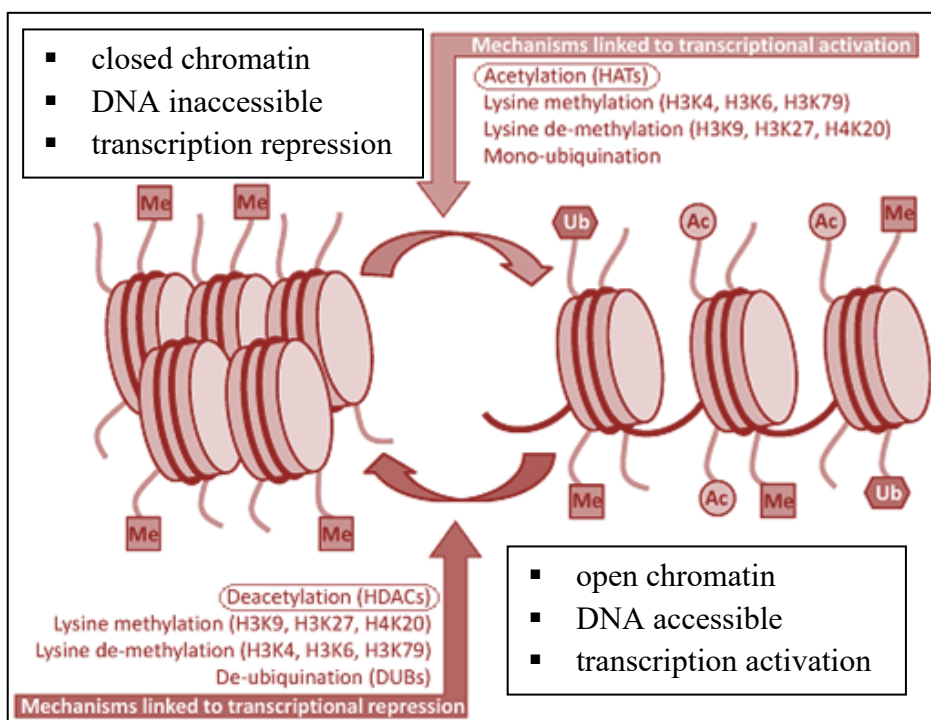 ▪ closed chromatin
▪ DNA inaccessible
▪ transcription repression
Mechanisms linked to transcriptional activation
Acetylation (HATs)
Lysine methylation (H3K4, H3K6, H3K79)
Lysine de-methylation (H3K9, H3K27, H4K20)
Mono-ubiquination
Me
Me
Ub
Ac
Ac
Me
Me
Me
Me
Ac
Me
Ub
Deacetylation (HDACs)
Lysine methylation (H3K9, H3K27, H4K20)
Lysine de-methylation (H3K4, H3K6, H3K79)
De-ubiquination (DUBs)
Mechanisms linked to transcriptional repression
▪ open chromatin
▪ DNA accessible
▪ transcription activation